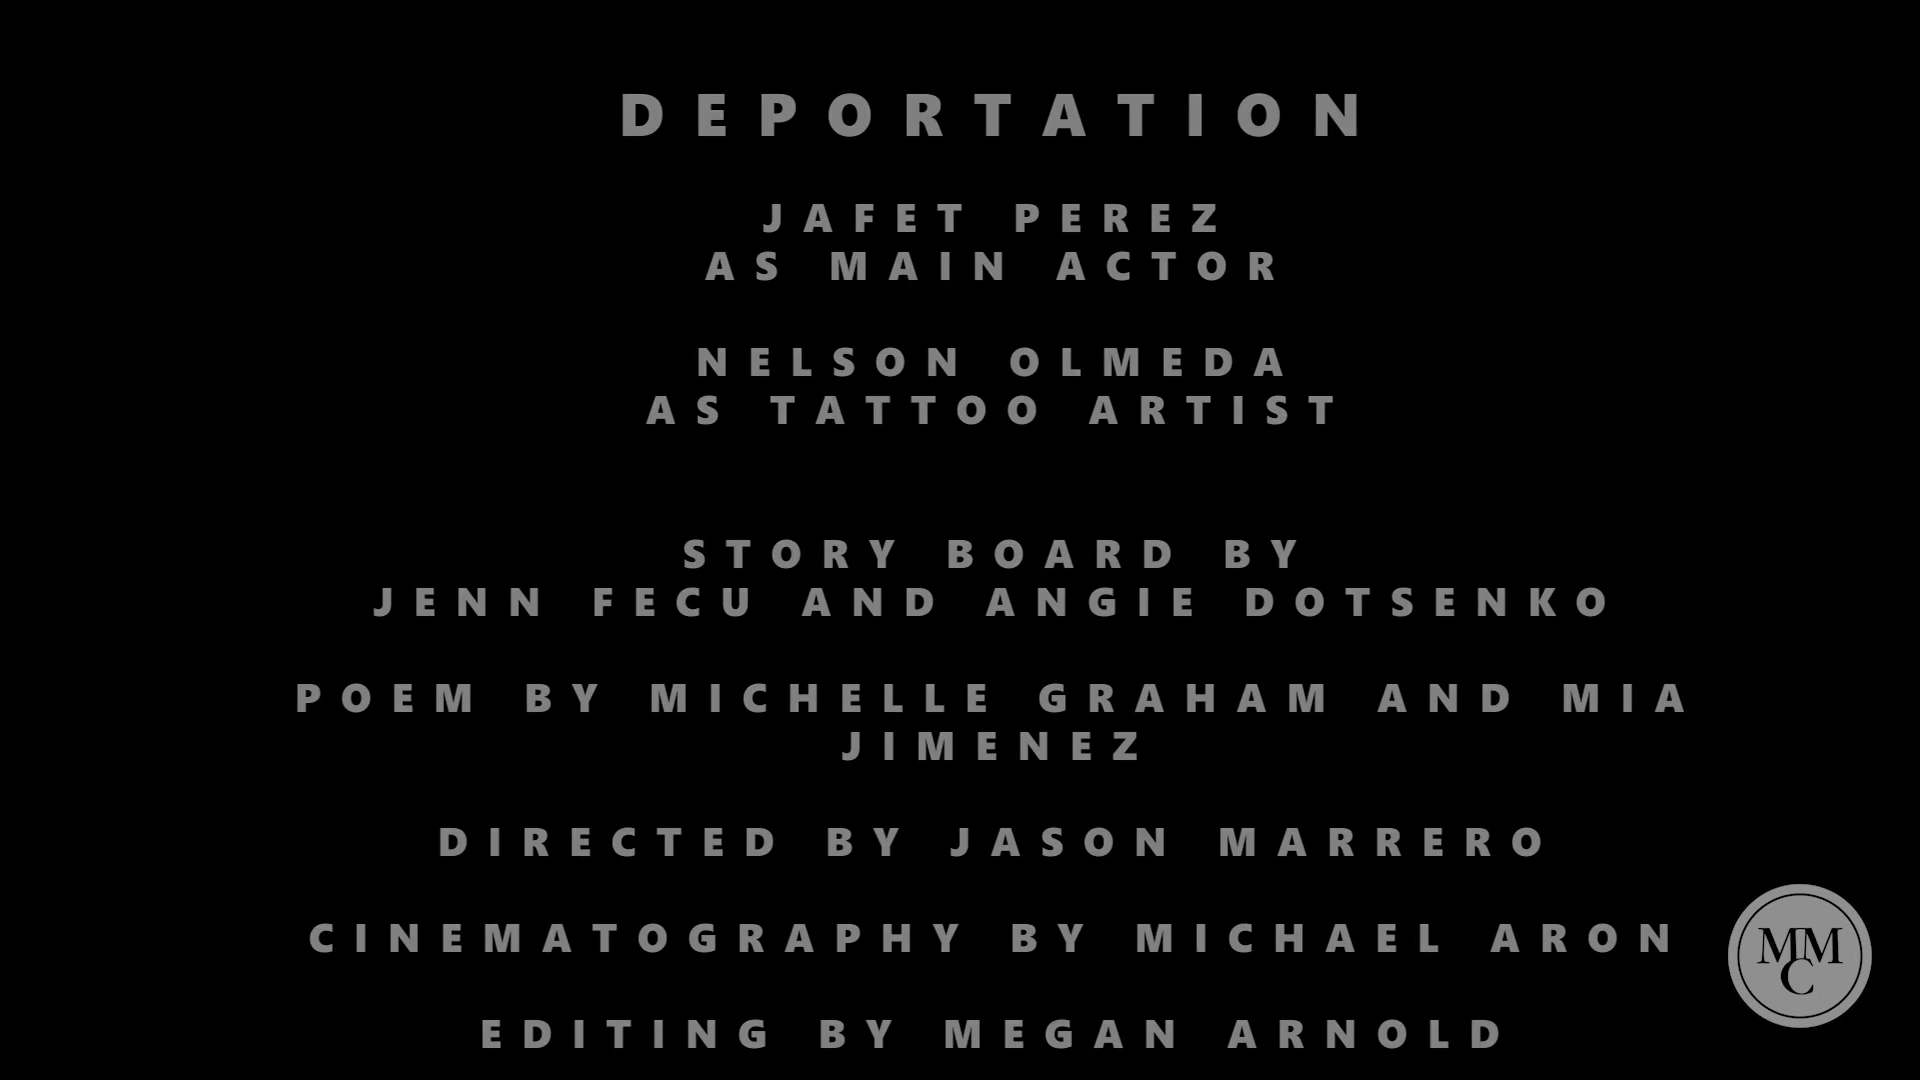 DEPORTATION
JAFET PEREZ
AS MAIN ACTOR
NELSON OLMEDA
AS TATTOO ARTIST
STORY BOARD BY
JENN FECU AND ANGIE DOTSENKO
POEM BY MICHELLE GRAHAM AND MIA
JIMENEZ
DIRECTED BY JASON MARRERO
CINEMATOGRAPHY BY MICHAEL ARON
MMC
EDITING BY MEGAN ARNOLD